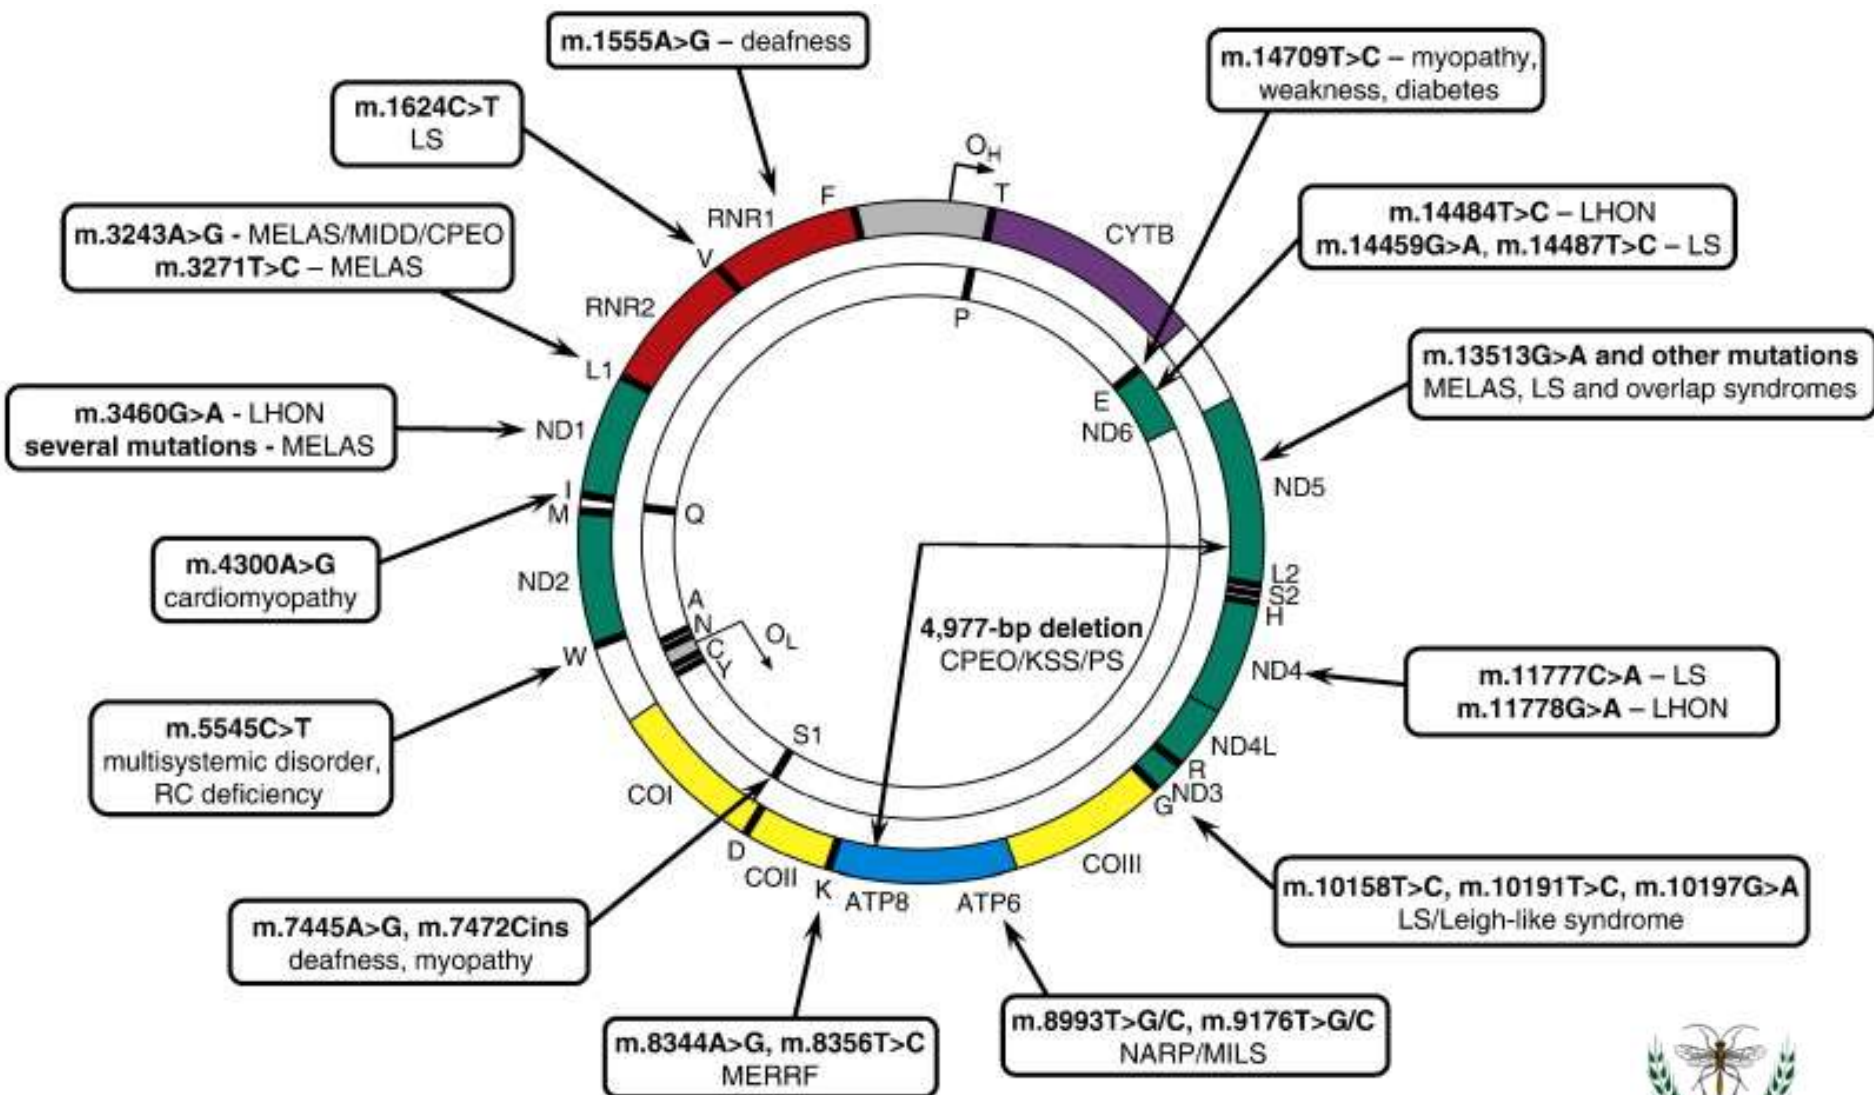 m.1555A>G – deafness
m.14709T>C – myopathy,
weakness, diabetes
m.1624C>T
LS
m.3243A>G - MELAS/MIDD/CPEO
m.3271T>C – MELAS
m.14484T>C – LHON
m.14459G>A, m.14487T>C – LS
m.3460G>A - LHON
several mutations - MELAS
m.13513G>A and other mutations
MELAS, LS and overlap syndromes
m.4300A>G
cardiomyopathy
m.5545C>T
multisystemic disorder,
RC deficiency
4,977-bp deletion
CPEO/KSS/PS
m.11777C>A – LS
m.11778G>A – LHON
m.7445A>G, m.7472Cins
deafness, myopathy
m.10158T>C, m.10191T>C, m.10197G>A
LS/Leigh-like syndrome
m.8344A>G, m.8356T>C
MERRF
m.8993T>G/C, m.9176T>G/C
NARP/MILS
OH
F
T
RNR1
CYTB
V
RNR2
P
L1
E
ND6
ND1
ND5
I
M
Q
ND2
L2
S2
H
A
N
C
Y
OL
W
ND4
S1
ND4L
R
ND3
G
COI
D
COII
K
ATP8
ATP6
COIII